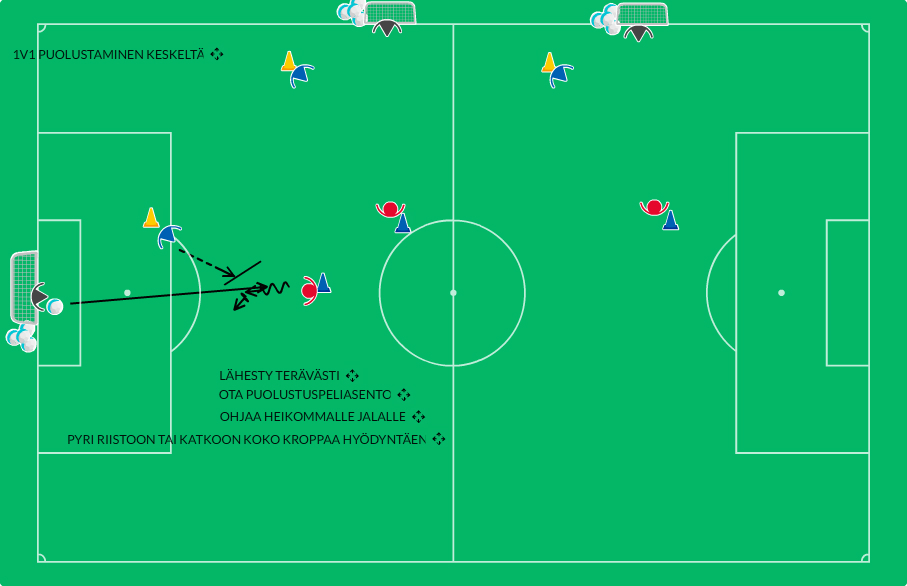 1V1 PUOLUSTAMINEN KESKELTÄ
LÄHESTY TERÄVÄSTI
OTA PUOLUSTUSPELIASENTO
OHJAA HEIKOMMALLE JALALLE
PYRI RIISTOON TAI KATKOON KOKO KROPPAA HYÖDYNTÄEN